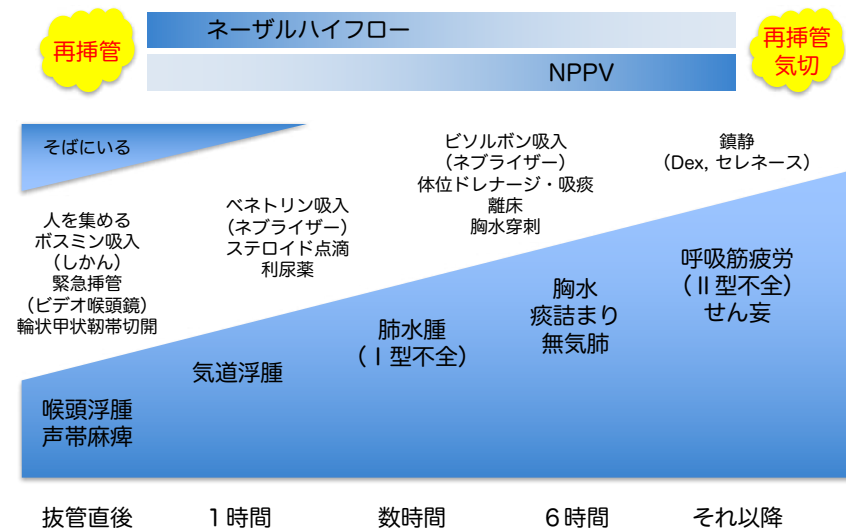 再挿管
ネーザルハイフロー
NPPV
再挿管
気切
そばにいる
人を集める
ボスミン吸入
(しかん)
緊急挿管
(ビデオ喉頭鏡)
輪状甲状靭帯切開
ベネトリン吸入
(ネブライザー)
ステロイド点滴
利尿薬
ビソルボン吸入
(ネブライザー)
体位ドレナージ・吸痰
離床
胸水穿刺
鎮静
(Dex, セレネース)
喉頭浮腫
声帯麻痺
気道浮腫
肺水腫
(Ⅰ型不全)
胸水
痰詰まり
無気肺
呼吸筋疲労
(Ⅱ型不全)
せん妄
抜管直後
1時間
数時間
6時間
それ以降